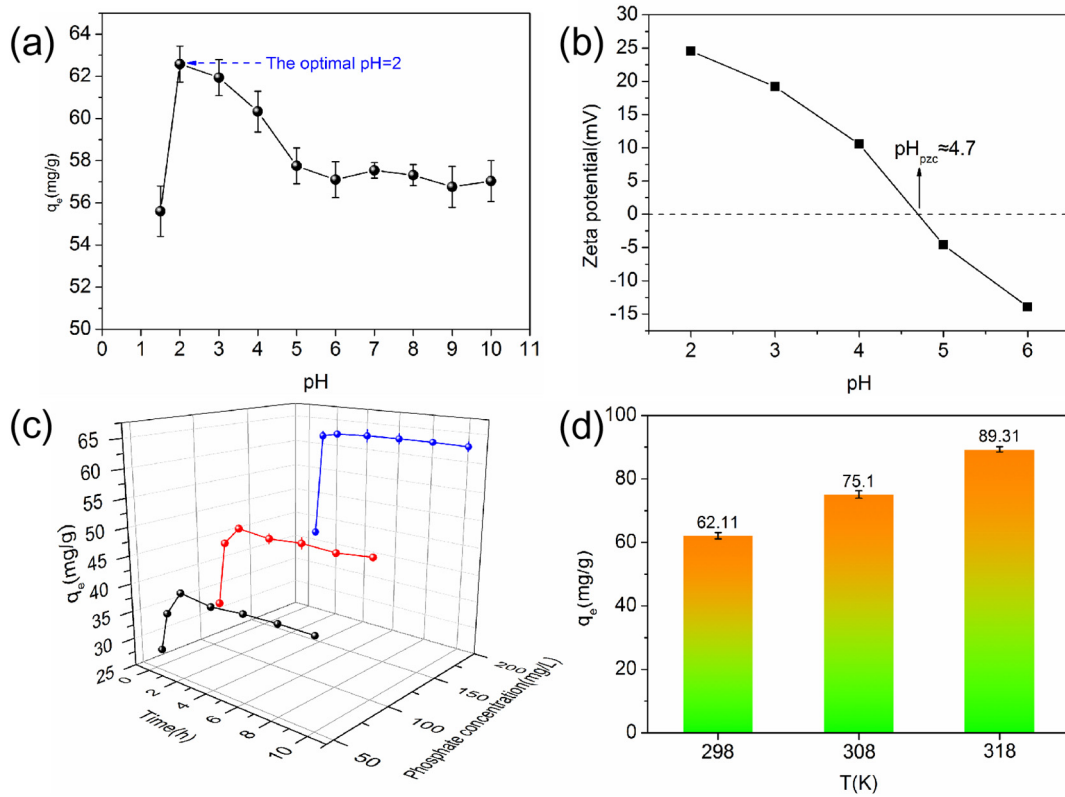 (a)
64
62
60
58
56
54
52
50
qe(mg/g)
The optimal pH=2
0 1 2 3 4 5 6 7 8 9 10 11
pH
(b)
30
25
20
15
10
5
0
-5
-10
-15
Zeta potential(mV)
pHpzc≈4.7
2 3 4 5 6
pH
(c)
65
60
55
50
45
40
35
30
25
qe(mg/g)
0 2 4 6 8 10
Time(h)
50 100 150 200
Phosphate concentration(mg/L)
(d)
100
80
60
40
20
0
qe(mg/g)
62.11
75.1
89.31
298 308 318
T(K)